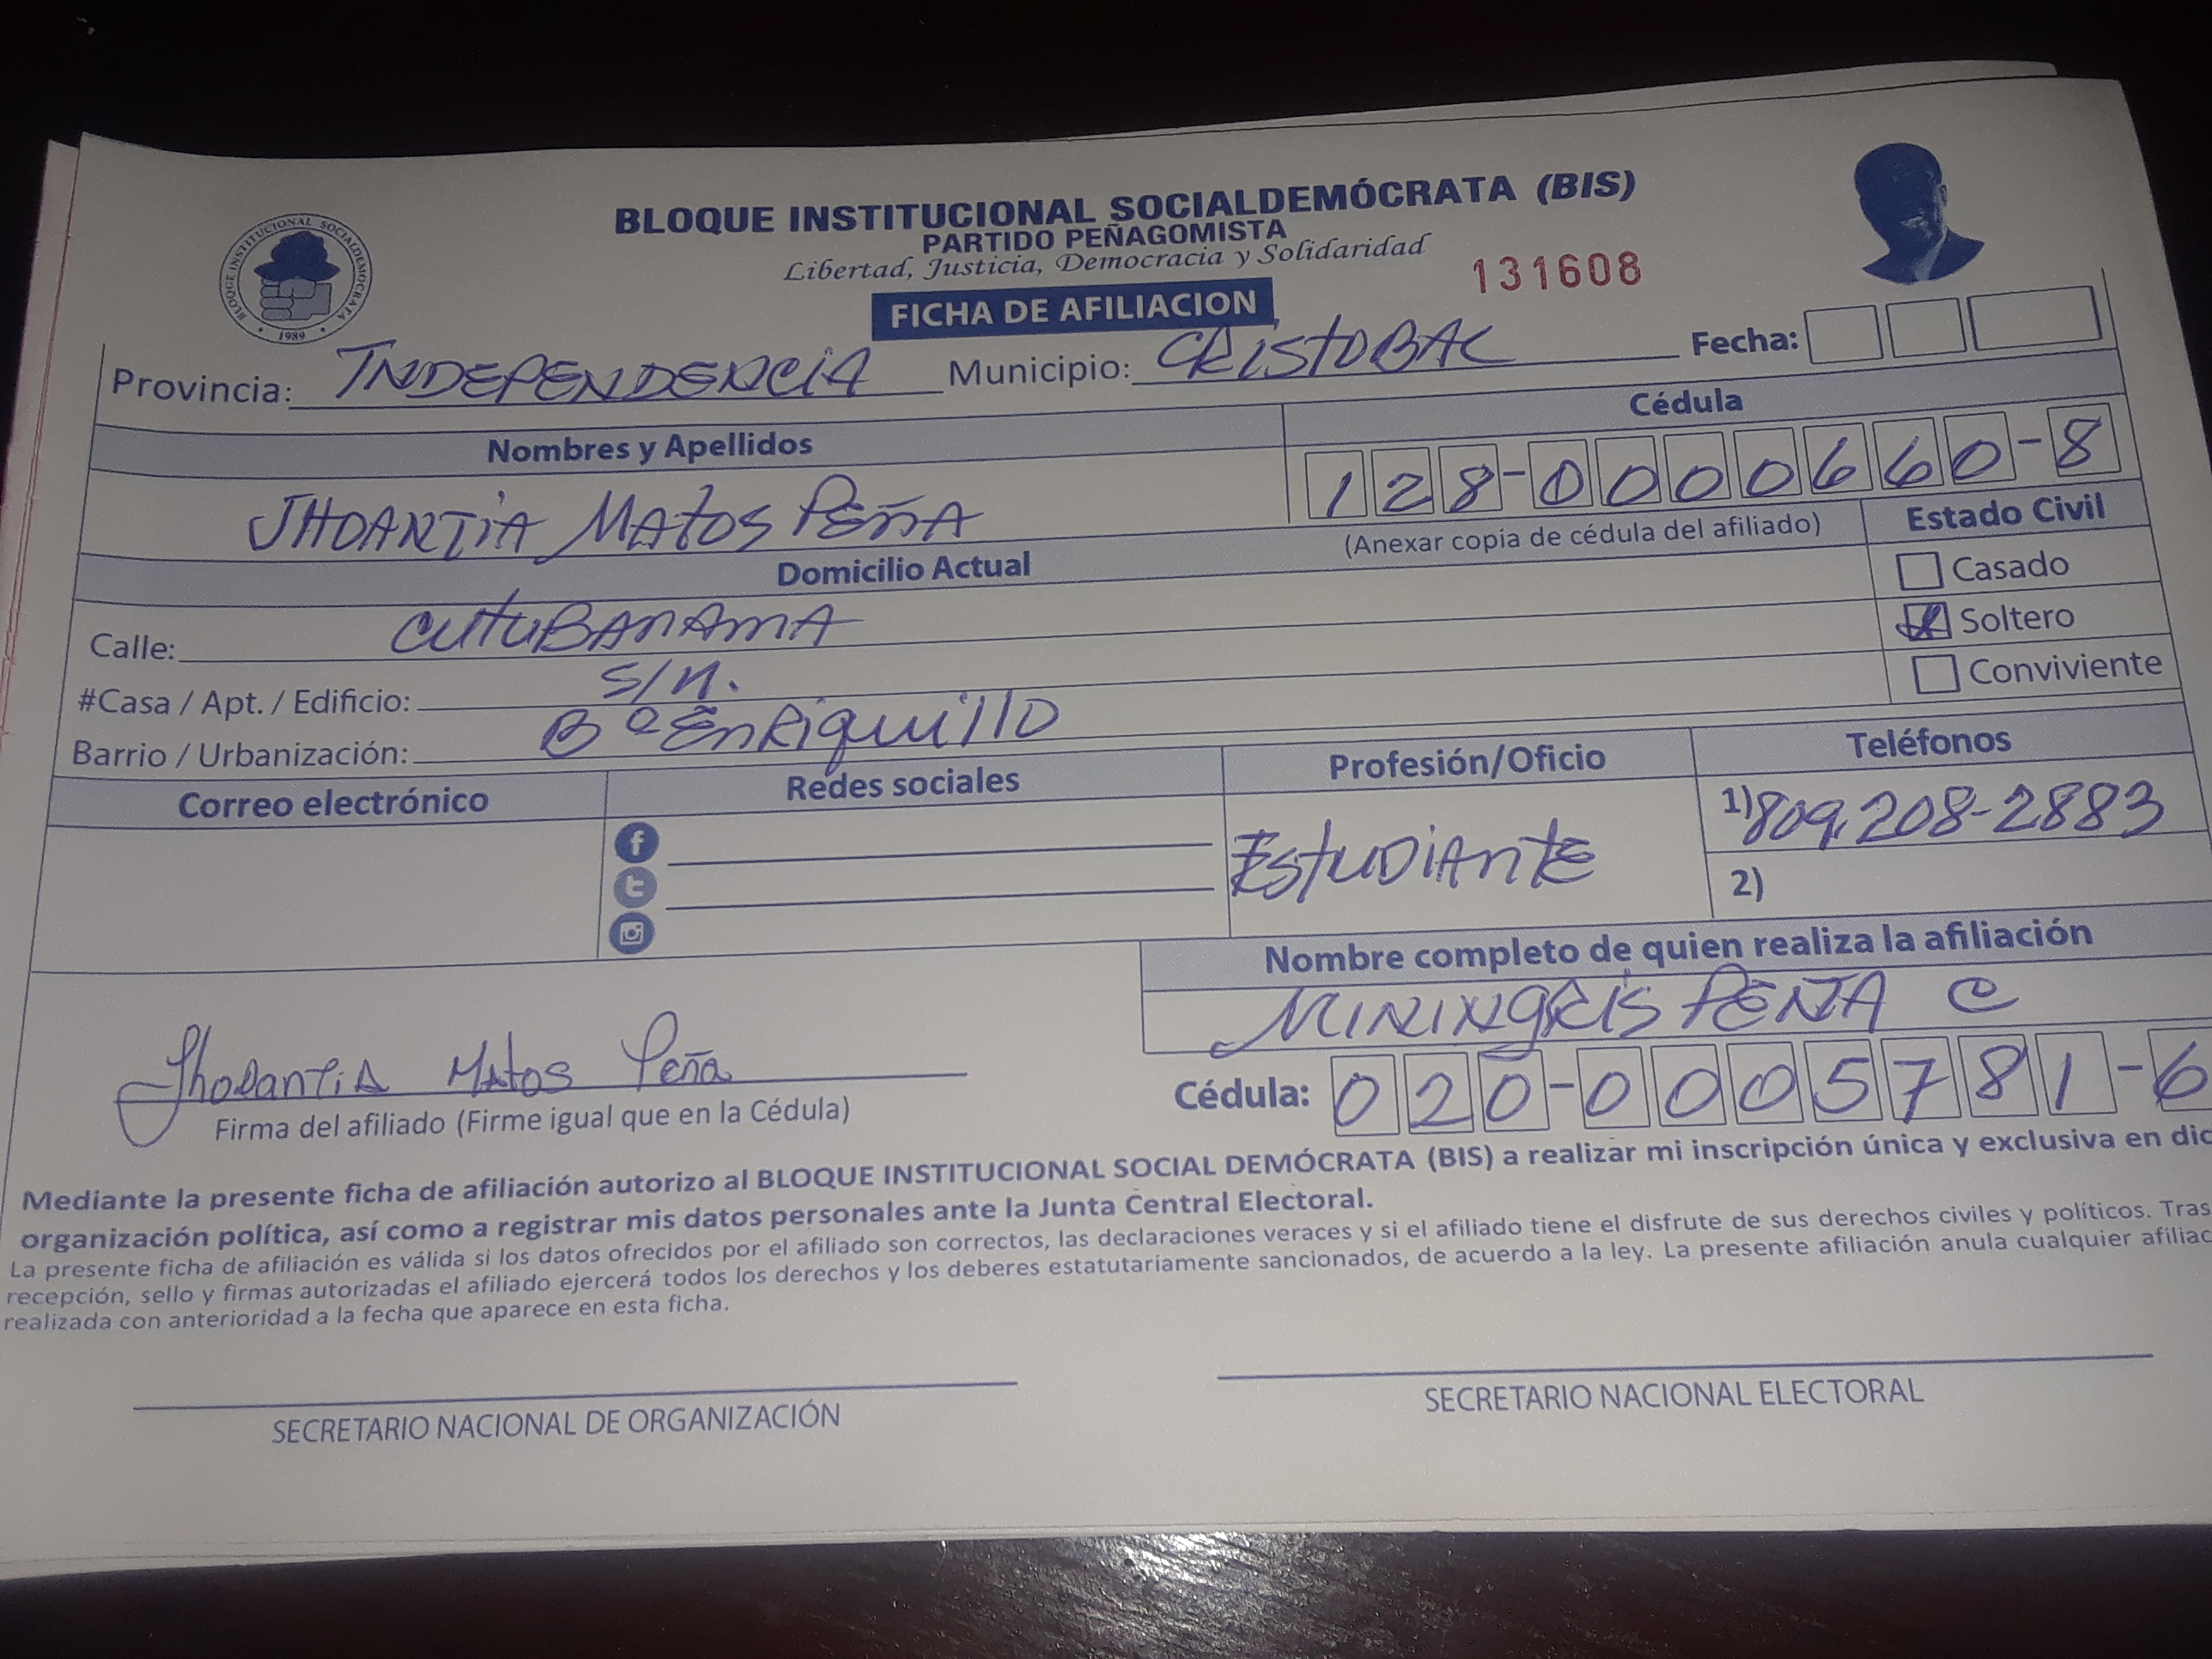 BLOQUE INSTITUCIONAL SOCIALDEMÓCRATA (BIS)
PARTIDO PEÑAGOMISTA
Libertad, Justicia, Democracia y Solidaridad
131608
BLOQUE INSTITUCIONAL SOCIALDEMOCRATA
1989
FICHA DE AFILIACION
Provincia: INDEPENDENCIA Municipio: CRISTOBAL Fecha:
Nombres y Apellidos
Cédula
JHOANTIA MATOS PEÑA
128-0000660-8
(Anexar copia de cédula del afiliado)
Estado Civil
Domicilio Actual
Casado
Calle: CUTUBANAMA
Soltero
#Casa / Apt. / Edificio: S/N.
Conviviente
Barrio / Urbanización: Bº ENRiquillo
Correo electrónico
Redes sociales
Profesión/Oficio
Teléfonos
EstuDiANtE
1) 809.208-2883
2)
Nombre completo de quien realiza la afiliación
MININgRIS PEÑA C
Jhoantia Matos Peña
Firma del afiliado (Firme igual que en la Cédula)
Cédula: 020-0005781-6
Mediante la presente ficha de afiliación autorizo al BLOQUE INSTITUCIONAL SOCIAL DEMÓCRATA (BIS) a realizar mi inscripción única y exclusiva en dic
organización política, así como a registrar mis datos personales ante la Junta Central Electoral.
La presente ficha de afiliación es válida si los datos ofrecidos por el afiliado son correctos, las declaraciones veraces y si el afiliado tiene el disfrute de sus derechos civiles y políticos. Tras
recepción, sello y firmas autorizadas el afiliado ejercerá todos los derechos y los deberes estatutariamente sancionados, de acuerdo a la ley. La presente afiliación anula cualquier afiliac
realizada con anterioridad a la fecha que aparece en esta ficha.
SECRETARIO NACIONAL DE ORGANIZACIÓN
SECRETARIO NACIONAL ELECTORAL